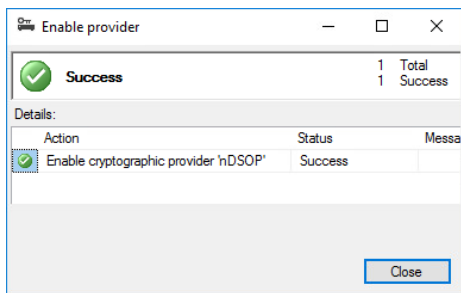 Enable provider
Success
1 Total
1 Success
Details:
Action Status Messa
Enable cryptographic provider 'nDSOP' Success
Close